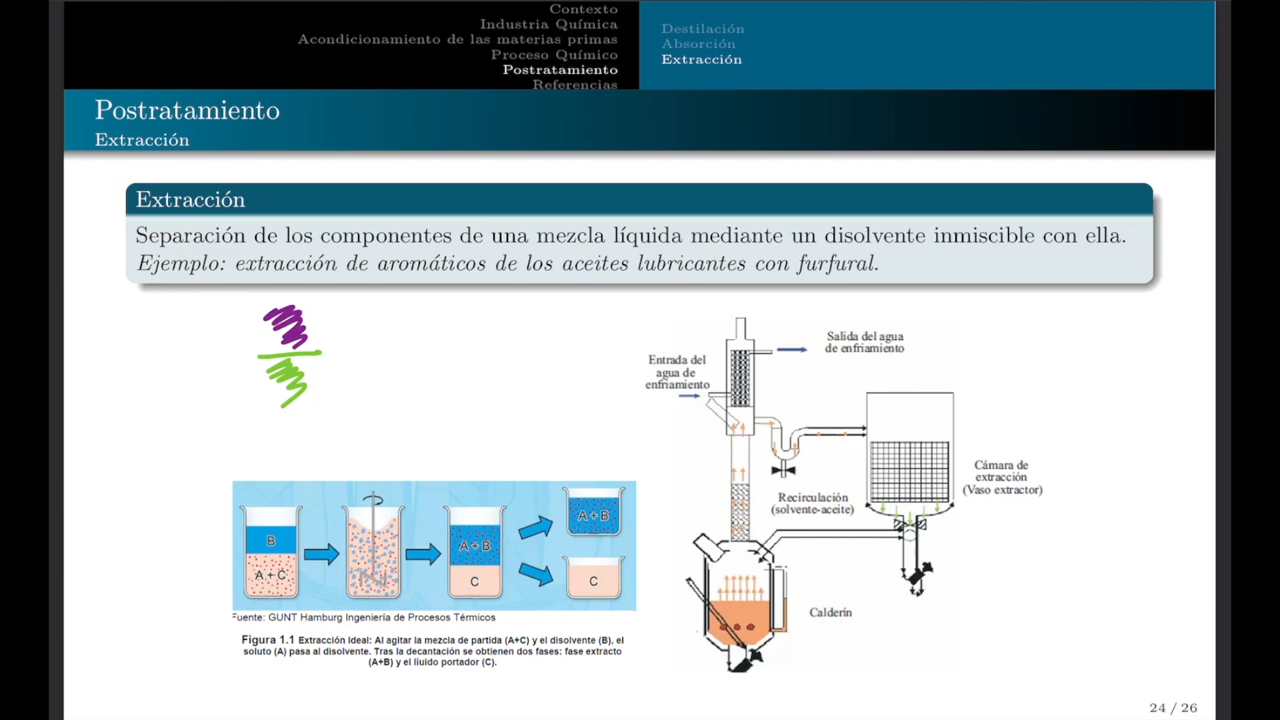 Contexto
Industria Química
Acondicionamiento de las materias primas
Proceso Químico
Postratamiento
Referencias
Destilación
Absorción
Extracción
Postratamiento
Extracción
Extracción
Separación de los componentes de una mezcla líquida mediante un disolvente inmiscible con ella.
Ejemplo: extracción de aromáticos de los aceites lubricantes con furfural.
B
A + C
A + B
C
A + B
C
Fuente: GUNT Hamburg Ingeniería de Procesos Térmicos
Figura 1.1 Extracción Ideal: Al agitar la mezcla de partida (A+C) y el disolvente (B), el
soluto (A) pasa al disolvente. Tras la decantación se obtienen dos fases: fase extracto
(A+B) y el líuido portador (C).
Entrada del
agua de
enfriamiento
Salida del agua
de enfriamiento
Recirculación
(solvente-aceite)
Cámara de
extracción
(Vaso extractor)
Calderín
24 / 26